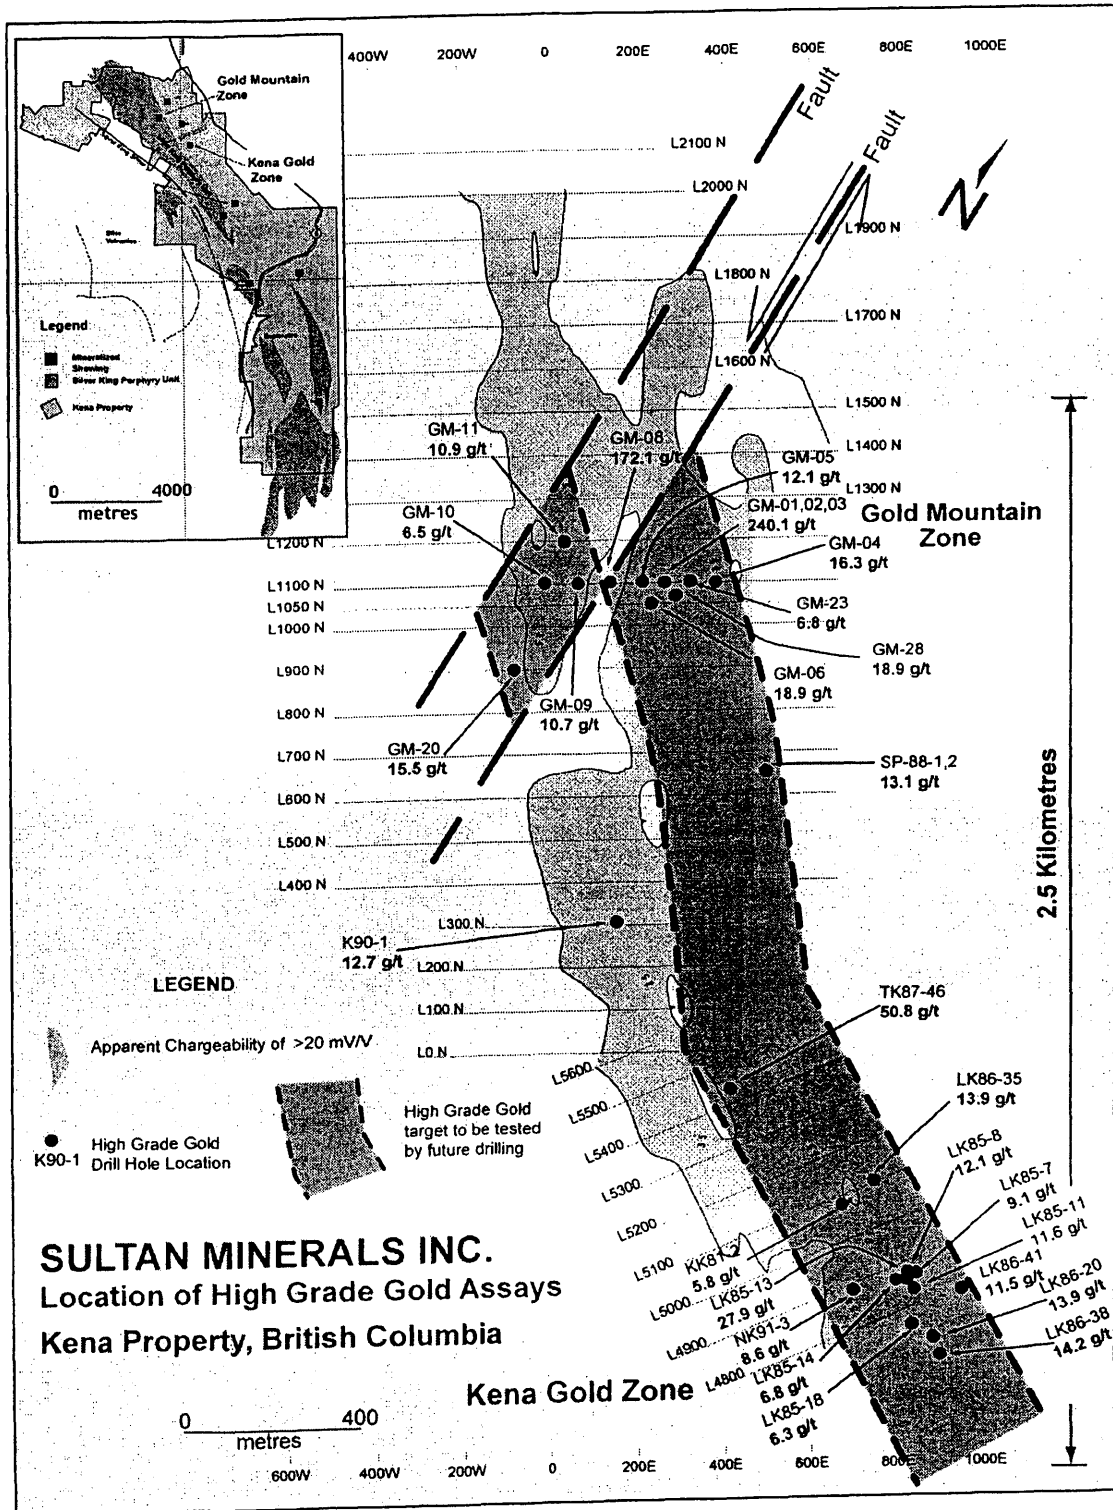 400W 200W 0 200E 400E 600E 800E 1000E
Gold Mountain
Zone
Kena Gold
Zone
Legend
Mineralized
Showing
Silver King Porphyry Unit
Kena Property
0 4000
metres
Fault
Fault
N
L2100 N
L2000 N
L1900 N
L1800 N
L1700 N
L1600 N
L1500 N
L1400 N
L1300 N
L1200 N
L1100 N
L1050 N
L1000 N
L900 N
L800 N
L700 N
L600 N
L500 N
L400 N
L300 N
L200 N
L100 N
L0 N
L5600
L5500
L5400
L5300
L5200
L5100
L5000
L4900
L4800
GM-11
10.9 g/t
GM-08
172.1 g/t
GM-05
12.1 g/t
GM-01,02,03
240.1 g/t
Gold Mountain
Zone
GM-10
6.5 g/t
GM-04
16.3 g/t
GM-23
6.8 g/t
GM-28
18.9 g/t
GM-06
18.9 g/t
GM-09
10.7 g/t
GM-20
15.5 g/t
SP-88-1,2
13.1 g/t
2.5 Kilometres
K90-1
12.7 g/t
TK87-46
50.8 g/t
LK86-35
13.9 g/t
LK85-8
12.1 g/t
LK85-7
9.1 g/t
LK85-11
11.6 g/t
LK86-41
11.5 g/t
LK86-20
13.9 g/t
LK86-38
14.2 g/t
KK81-2
5.8 g/t
LK85-13
27.9 g/t
NK91-3
8.6 g/t
LK85-14
6.8 g/t
LK85-18
6.3 g/t
LEGEND
Apparent Chargeability of >20 mV/V
K90-1
High Grade Gold
Drill Hole Location
High Grade Gold
target to be tested
by future drilling
SULTAN MINERALS INC.
Location of High Grade Gold Assays
Kena Property, British Columbia
Kena Gold Zone
0 400
metres
600W 400W 200W 0 200E 400E 600E 800E 1000E